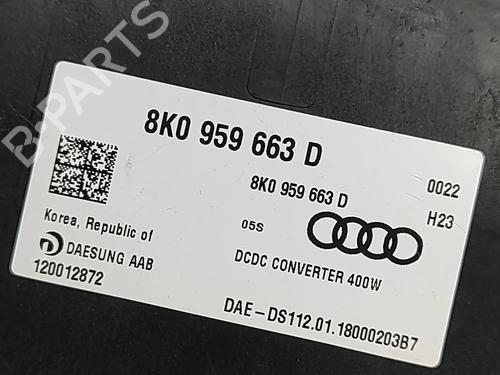 B-PARTS
8K0 959 663 D
8K0 959 663 D
0022
H23
05S
Korea, Republic of
DAESUNG AAB
120012872
DCDC CONVERTER 400W
DAE-DS112.01.18000203B7